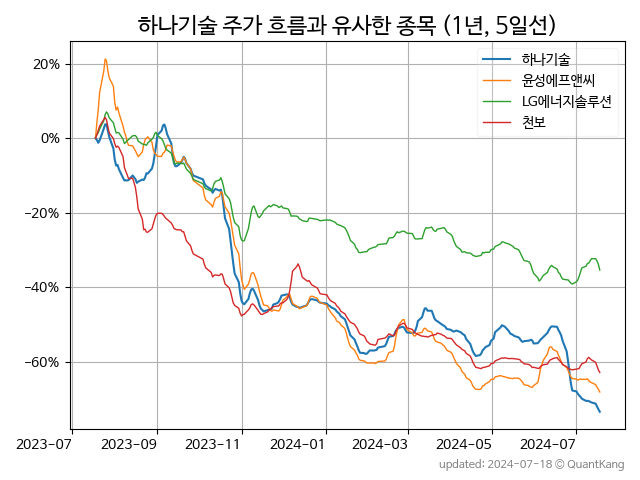 하나기술 주가 흐름과 유사한 종목 (1년, 5일선)
하나기술
윤성에프앤씨
LG에너지솔루션
천보
20%
0%
−20%
−40%
−60%
2023-07 2023-09 2023-11 2024-01 2024-03 2024-05 2024-07
updated: 2024-07-18 © QuantKang